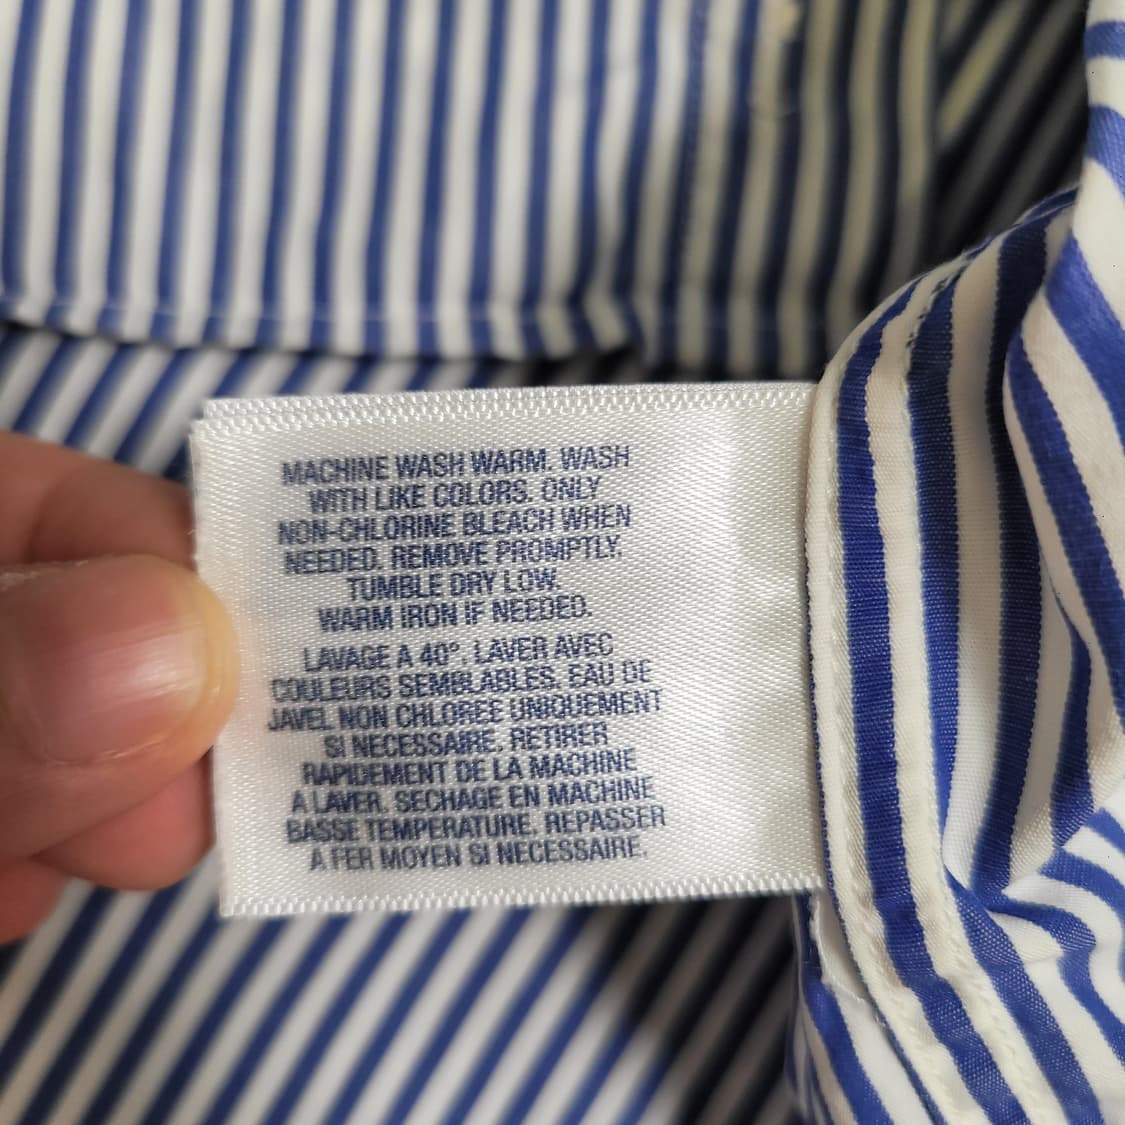 MACHINE WASH WARM. WASH
WITH LIKE COLORS. ONLY
NON-CHLORINE BLEACH WHEN
NEEDED. REMOVE PROMPTLY.
TUMBLE DRY LOW.
WARM IRON IF NEEDED.
LAVAGE A 40°. LAVER AVEC
COULEURS SEMBLABLES. EAU DE
JAVEL NON CHLOREE UNIQUEMENT
SI NECESSAIRE. RETIRER
RAPIDEMENT DE LA MACHINE
A LAVER. SECHAGE EN MACHINE
BASSE TEMPERATURE. REPASSER
A FER MOYEN SI NECESSAIRE.